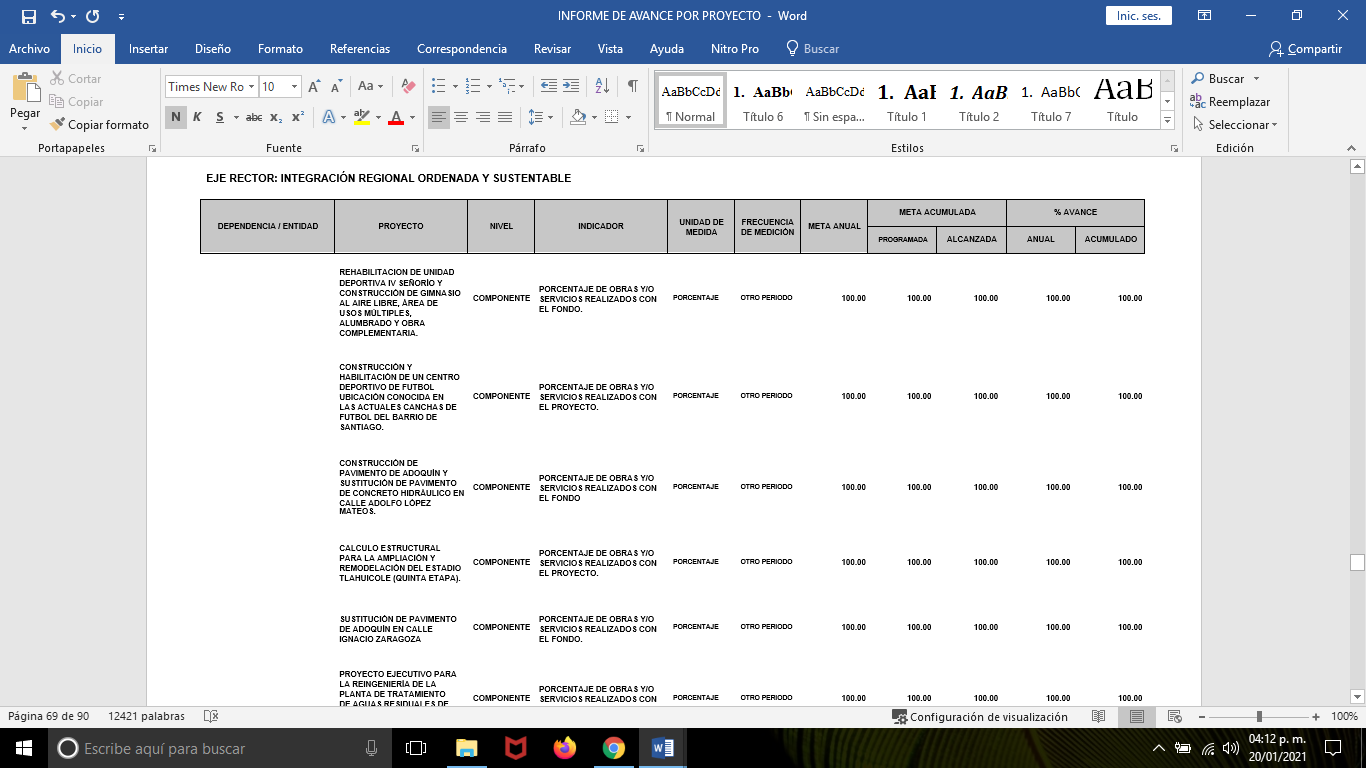 INFORME DE AVANCE POR PROYECTO - Word
Inic. ses.
Archivo Inicio Insertar Diseño Formato Referencias Correspondencia Revisar Vista Ayuda Nitro Pro Buscar Compartir
Pegar
Cortar
Copiar
Copiar formato
Portapapeles
Times New Ro 10
N K S abc x₂ x²
Fuente
Párrafo
AaBbCcDd 1. AaBb( AaBbCcDd 1. AaF 1. AaB 1. AaBb( AaB
¶ Normal Título 6 ¶ Sin espa... Título 1 Título 2 Título 7 Título
Estilos
Buscar
Reemplazar
Seleccionar
Edición
EJE RECTOR: INTEGRACIÓN REGIONAL ORDENADA Y SUSTENTABLE
DEPENDENCIA / ENTIDAD PROYECTO NIVEL INDICADOR UNIDAD DE MEDIDA FRECUENCIA DE MEDICIÓN META ANUAL META ACUMULADA % AVANCE
PROGRAMADA ALCANZADA ANUAL ACUMULADO
REHABILITACION DE UNIDAD
DEPORTIVA IV SEÑORÍO Y
CONSTRUCCIÓN DE GIMNASIO
AL AIRE LIBRE, ÁREA DE
USOS MÚLTIPLES,
ALUMBRADO Y OBRA
COMPLEMENTARIA.
COMPONENTE
PORCENTAJE DE OBRAS Y/O
SERVICIOS REALIZADOS CON
EL FONDO.
PORCENTAJE OTRO PERIODO 100.00 100.00 100.00 100.00 100.00
CONSTRUCCIÓN Y
HABILITACIÓN DE UN CENTRO
DEPORTIVO DE FUTBOL
UBICACIÓN CONOCIDA EN
LAS ACTUALES CANCHAS DE
FUTBOL DEL BARRIO DE
SANTIAGO.
COMPONENTE
PORCENTAJE DE OBRAS Y/O
SERVICIOS REALIZADOS CON
EL PROYECTO.
PORCENTAJE OTRO PERIODO 100.00 100.00 100.00 100.00 100.00
CONSTRUCCIÓN DE
PAVIMENTO DE ADOQUÍN Y
SUSTITUCIÓN DE PAVIMENTO
DE CONCRETO HIDRÁULICO EN
CALLE ADOLFO LÓPEZ
MATEOS.
COMPONENTE
PORCENTAJE DE OBRAS Y/O
SERVICIOS REALIZADOS CON
EL FONDO
PORCENTAJE OTRO PERIODO 100.00 100.00 100.00 100.00 100.00
CALCULO ESTRUCTURAL
PARA LA AMPLIACIÓN Y
REMODELACIÓN DEL ESTADIO
TLAHUICOLE (QUINTA ETAPA).
COMPONENTE
PORCENTAJE DE OBRAS Y/O
SERVICIOS REALIZADOS CON
EL PROYECTO.
PORCENTAJE OTRO PERIODO 100.00 100.00 100.00 100.00 100.00
SUSTITUCIÓN DE PAVIMENTO
DE ADOQUÍN EN CALLE
IGNACIO ZARAGOZA
COMPONENTE
PORCENTAJE DE OBRAS Y/O
SERVICIOS REALIZADOS CON
EL FONDO.
PORCENTAJE OTRO PERIODO 100.00 100.00 100.00 100.00 100.00
PROYECTO EJECUTIVO PARA
LA REINGENIERÍA DE LA
PLANTA DE TRATAMIENTO
DE AGUAS RESIDUALES DE
COMPONENTE
PORCENTAJE DE OBRAS Y/O
SERVICIOS REALIZADOS CON
PORCENTAJE OTRO PERIODO 100.00 100.00 100.00 100.00 100.00
Página 69 de 90 12421 palabras Configuración de visualización 100%
Escribe aquí para buscar
04:12 p. m.
20/01/2021